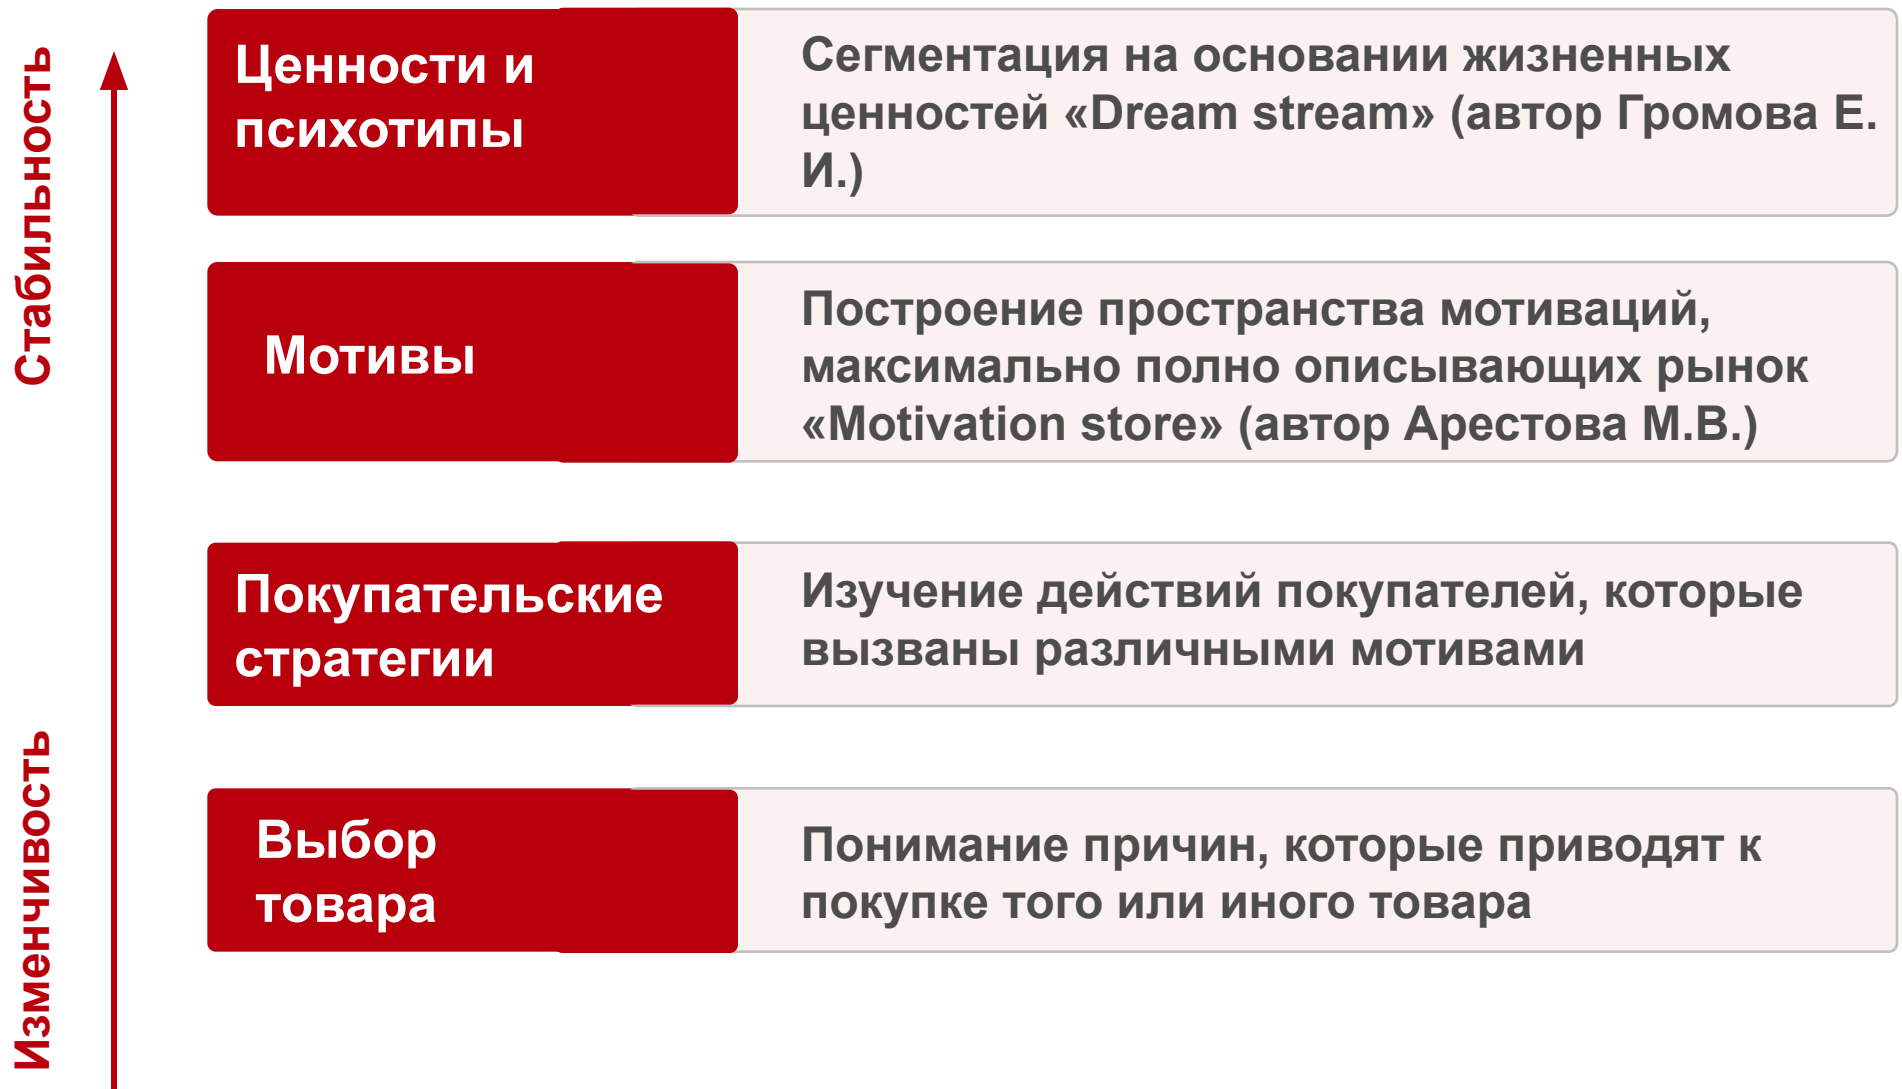 Стабильность
Ценности и
психотипы
Сегментация на основании жизненных
ценностей «Dream stream» (автор Громова Е.
И.)
Мотивы
Построение пространства мотиваций,
максимально полно описывающих рынок
«Motivation store» (автор Арестова М.В.)
Покупательские
стратегии
Изучение действий покупателей, которые
вызваны различными мотивами
Изменчивость
Выбор
товара
Понимание причин, которые приводят к
покупке того или иного товара